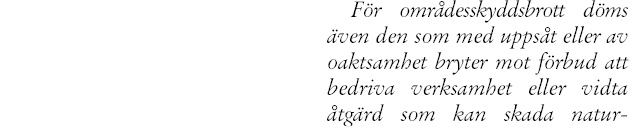 För områdesskyddsbrott döms
även den som med uppsåt eller av
oaktsamhet bryter mot förbud att
bedriva verksamhet eller vidta
åtgärd som kan skada natur-